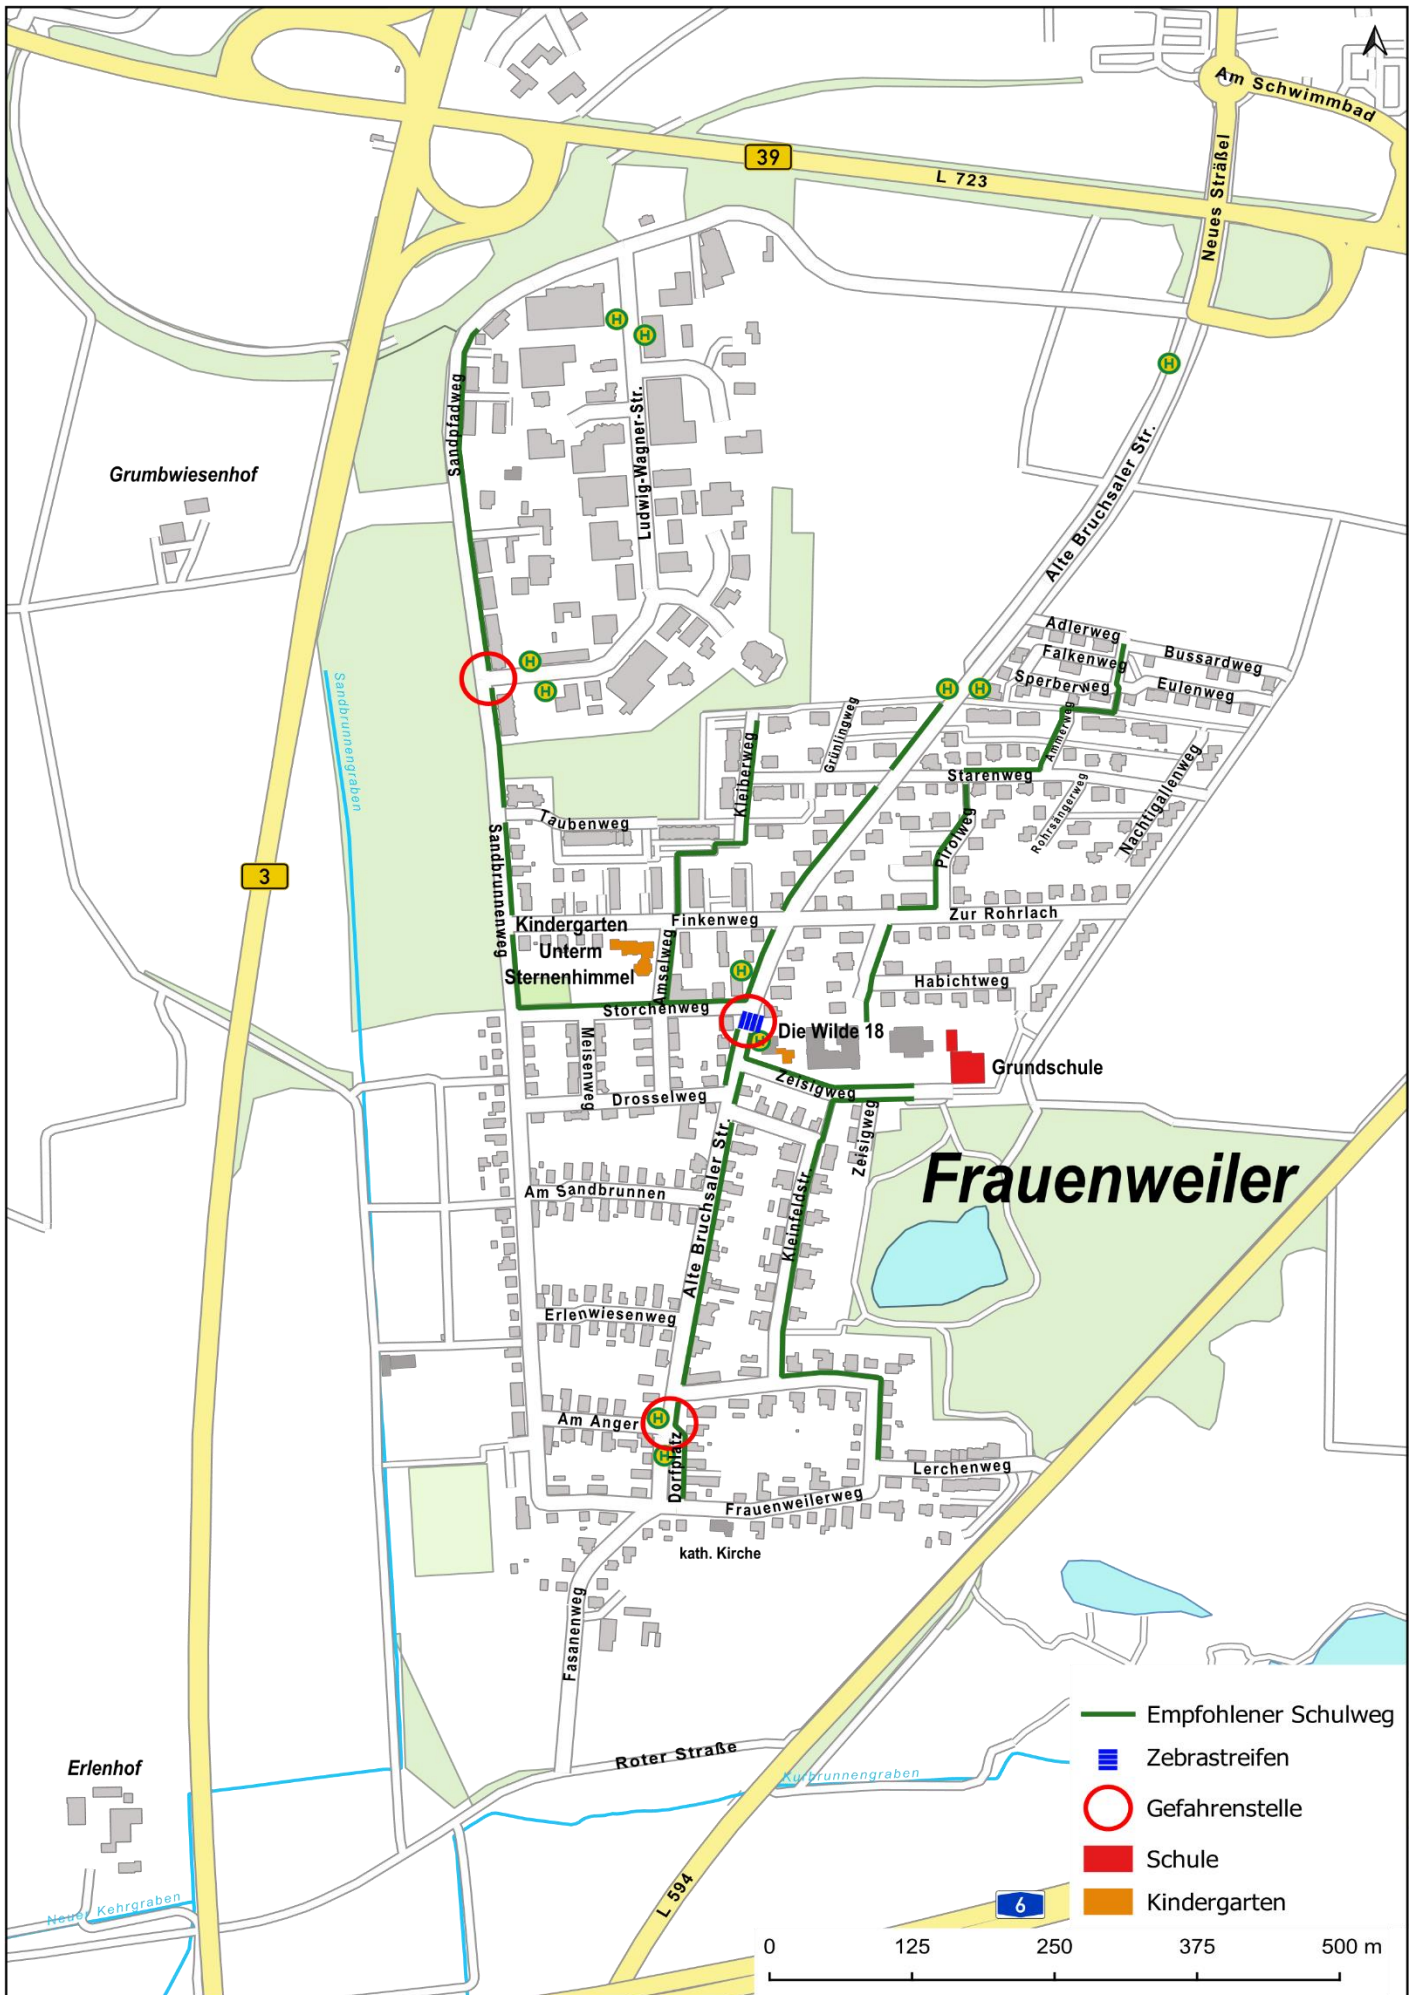 Am Schwimmbad
39
L 723
Neues Sträßel
H
H
H
Sandpfadweg
Ludwig-Wagner-Str.
Alte Bruchsaler Str.
Grumbwiesenhof
Adlerweg
Bussardweg
Falkenweg
Sperberweg
Eulenweg
H
H
H
H
Sandbrunnengraben
Grünlingweg
Ammerweg
Kleiberweg
Starenweg
Nachtigallenweg
Rohrsängerweg
Taubenweg
Pirolweg
Sandbrunnenweg
3
Finkenweg
Zur Rohrlach
Kindergarten
Unterm
Sternenhimmel
Amselweg
H
Habichtweg
Storchenweg
Die Wilde 18
H
Meisenweg
Grundschule
Zeisigweg
Drosselweg
Zeisigweg
Frauenweiler
Alte Bruchsaler Str.
Am Sandbrunnen
Kleinfeldstr.
Erlenwiesenweg
Am Anger
H
H
Dorfplatz
Lerchenweg
Frauenweilerweg
kath. Kirche
Fasanenweg
Roter Straße
Kurbrunnengraben
Erlenhof
Neuer Kehrgraben
L 594
6
Empfohlener Schulweg
Zebrastreifen
Gefahrenstelle
Schule
Kindergarten
0 125 250 375 500 m